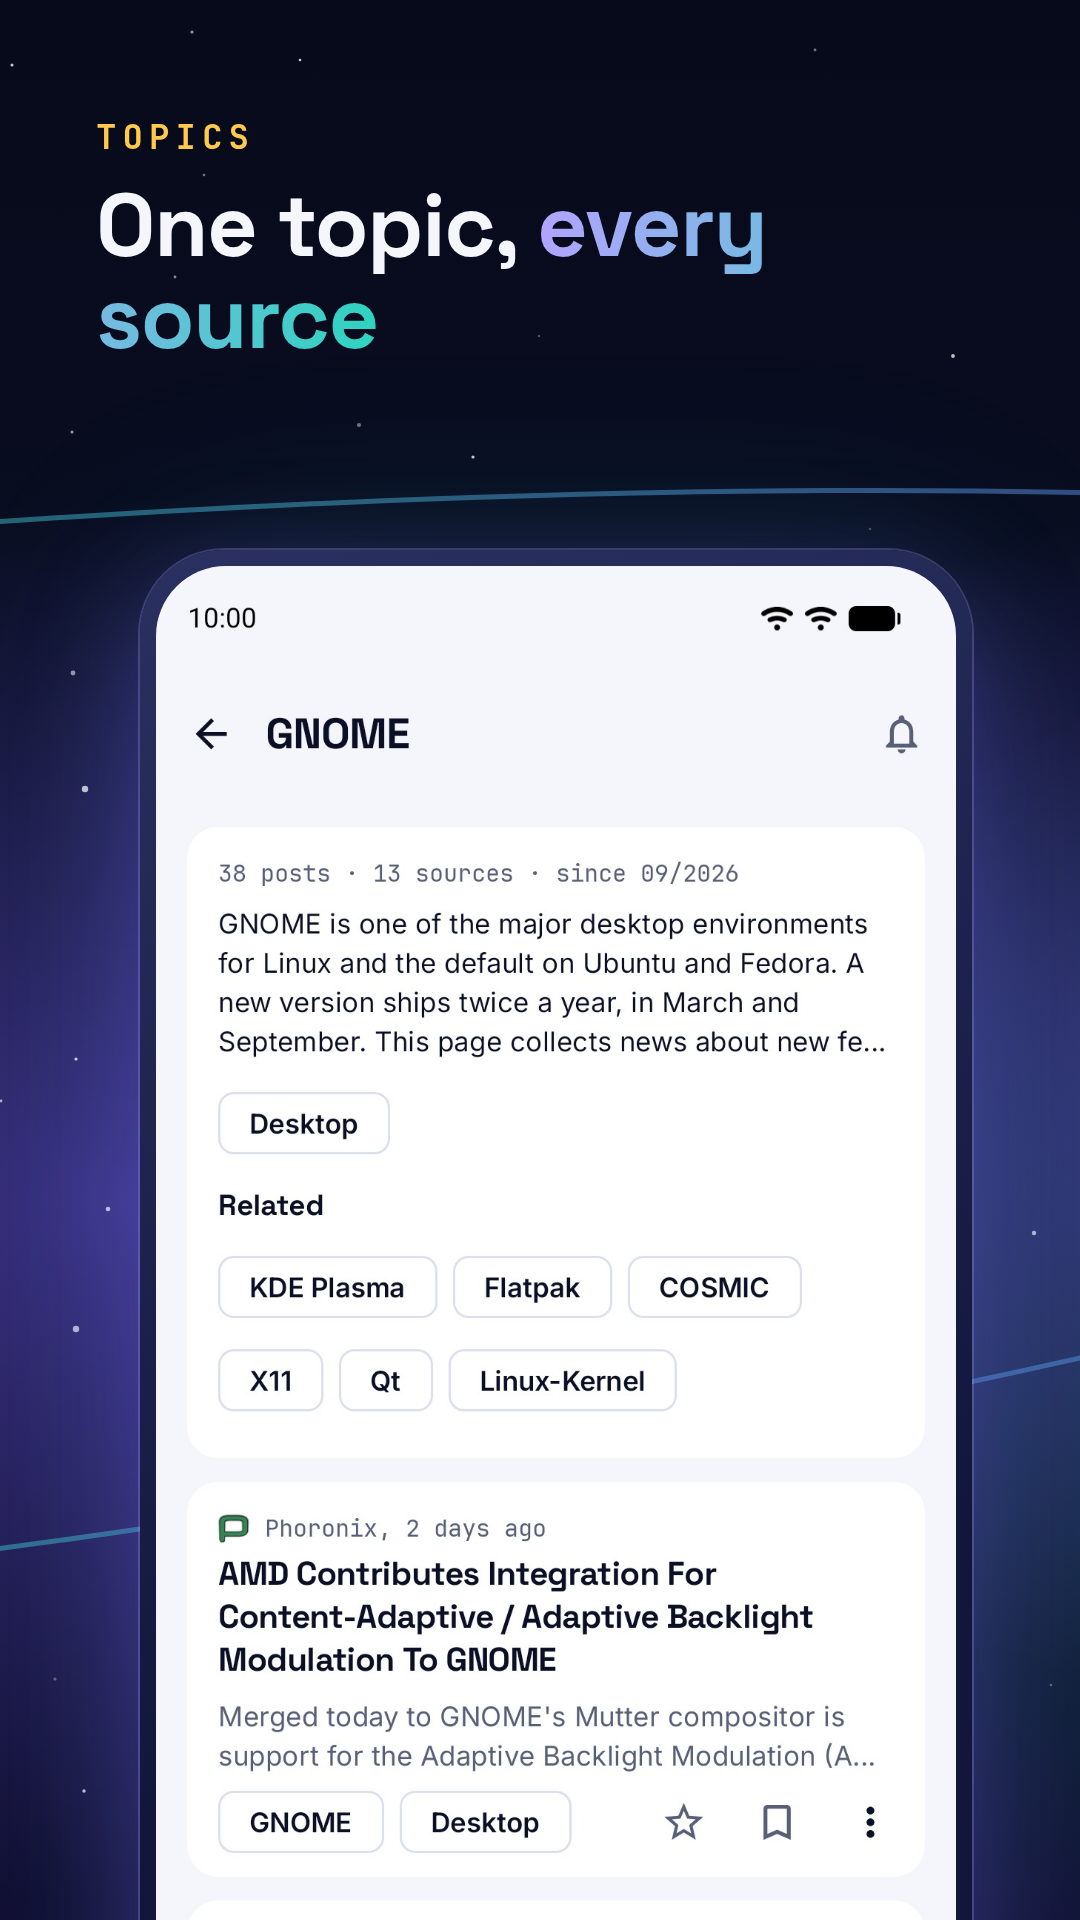 TOPICS
One topic, every
source
10:00
GNOME
38 posts · 13 sources · since 09/2026
GNOME is one of the major desktop environments
for Linux and the default on Ubuntu and Fedora. A
new version ships twice a year, in March and
September. This page collects news about new fe...
Desktop
Related
KDE Plasma Flatpak COSMIC
X11 Qt Linux-Kernel
Phoronix, 2 days ago
AMD Contributes Integration For
Content-Adaptive / Adaptive Backlight
Modulation To GNOME
Merged today to GNOME's Mutter compositor is
support for the Adaptive Backlight Modulation (A...
GNOME Desktop